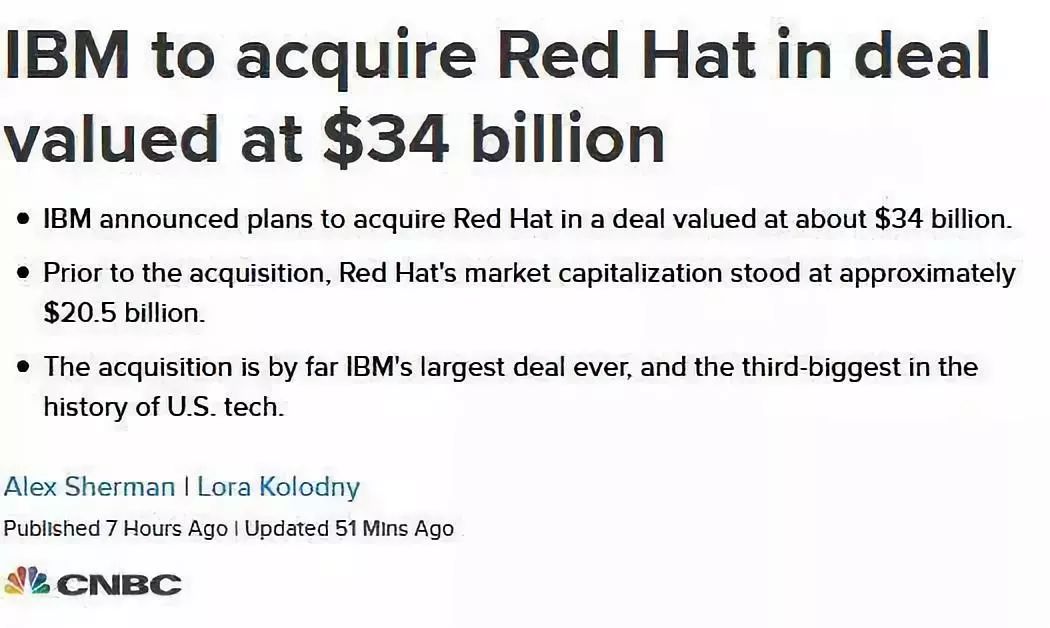 IBM to acquire Red Hat in deal
valued at $34 billion
• IBM announced plans to acquire Red Hat in a deal valued at about $34 billion.
• Prior to the acquisition, Red Hat's market capitalization stood at approximately
$20.5 billion.
• The acquisition is by far IBM's largest deal ever, and the third-biggest in the
history of U.S. tech.
Alex Sherman | Lora Kolodny
Published 7 Hours Ago | Updated 51 Mins Ago
CNBC